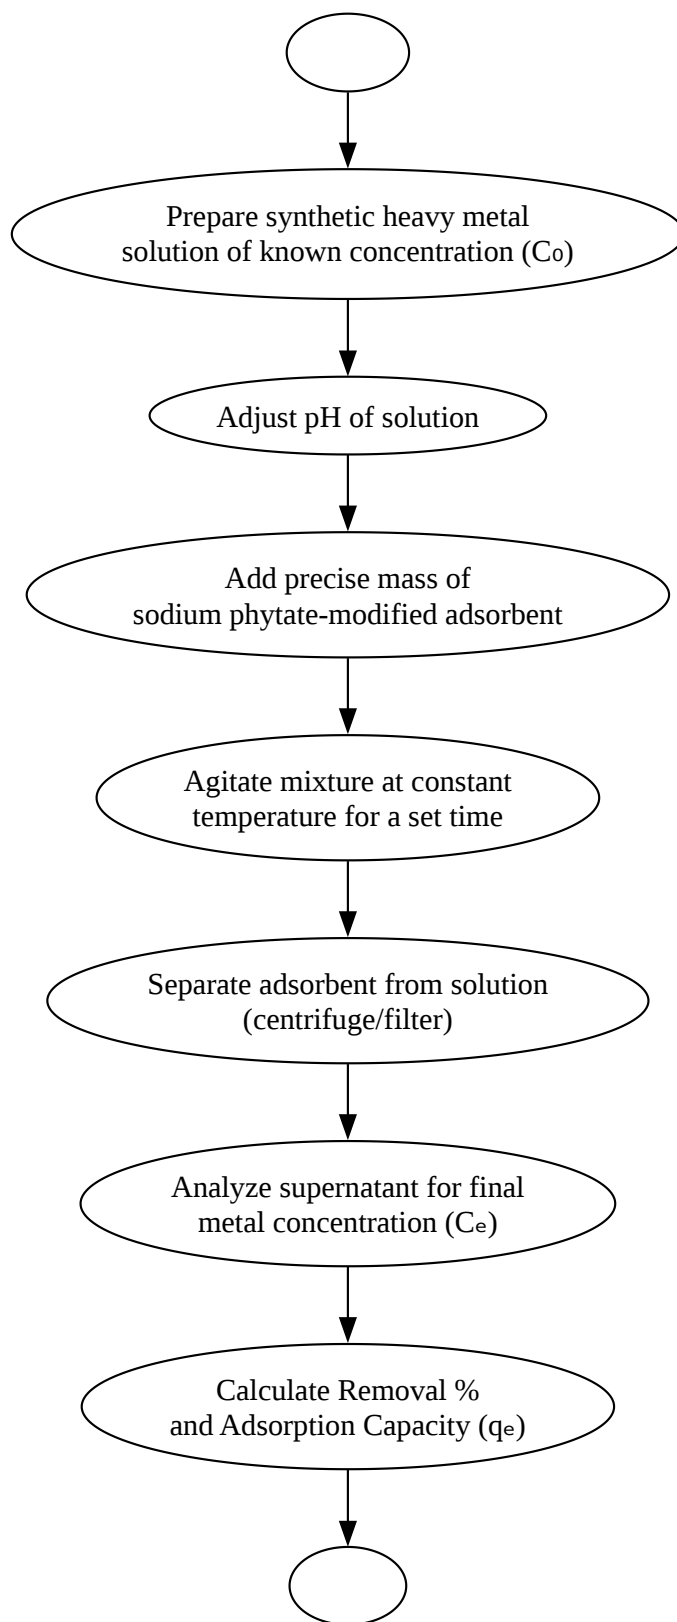 Prepare synthetic heavy metal
solution of known concentration (C₀)
Adjust pH of solution
Add precise mass of
sodium phytate-modified adsorbent
Agitate mixture at constant
temperature for a set time
Separate adsorbent from solution
(centrifuge/filter)
Analyze supernatant for final
metal concentration (Cₑ)
Calculate Removal %
and Adsorption Capacity (qₑ)